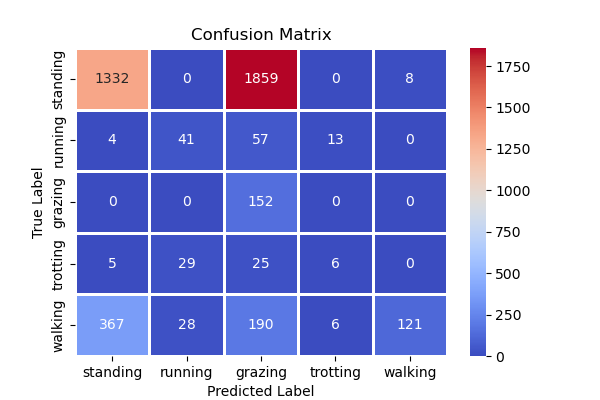 Confusion Matrix
True Label
standing 1332 0 1859 0 8
running 4 41 57 13 0
grazing 0 0 152 0 0
trotting 5 29 25 6 0
walking 367 28 190 6 121
standing running grazing trotting walking
Predicted Label
1750
1500
1250
1000
750
500
250
0